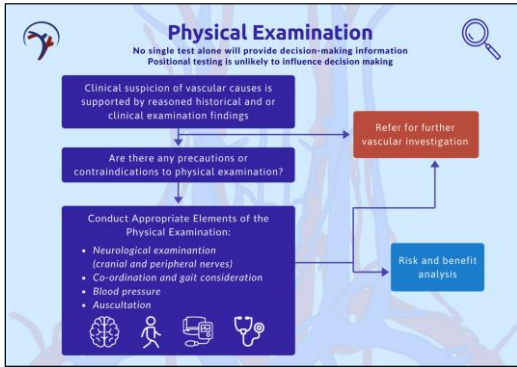 Physical Examination
No single test alone will provide decision-making information
Positional testing is unlikely to influence decision making
Clinical suspicion of vascular causes is
supported by reasoned historical and or
clinical examination findings
Refer for further
vascular investigation
Are there any precautions or
contraindications to physical examination?
Conduct Appropriate Elements of the
Physical Examination:
• Neurological examinantion
(cranial and peripheral nerves)
• Co-ordination and gait consideration
• Blood pressure
• Auscultation
Risk and benefit
analysis